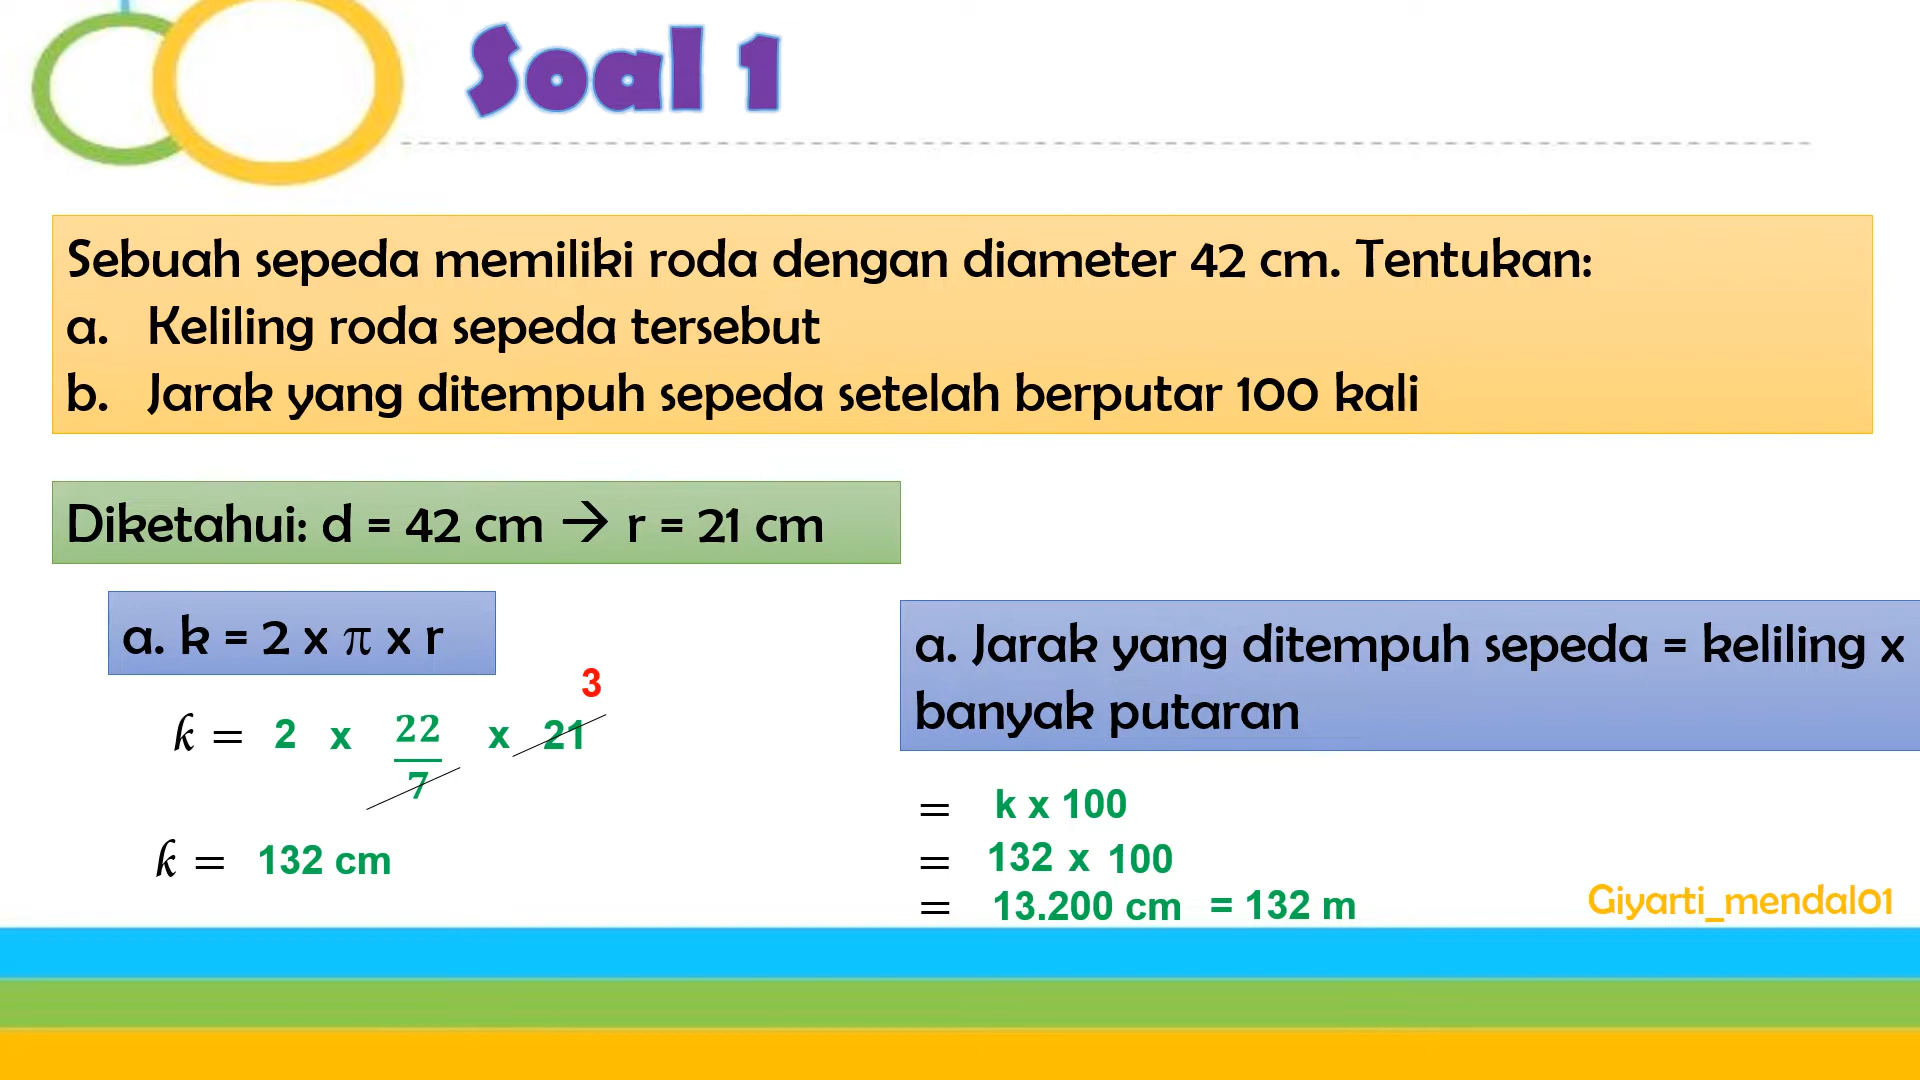 Soal 1
Sebuah sepeda memiliki roda dengan diameter 42 cm. Tentukan:
a. Keliling roda sepeda tersebut
b. Jarak yang ditempuh sepeda setelah berputar 100 kali
Diketahui: d = 42 cm → r = 21 cm
a. k = 2 x π x r
3
k = 2 x 22/7 x 21
k = 132 cm
a. Jarak yang ditempuh sepeda = keliling x
banyak putaran
= k x 100
= 132 x 100
= 13.200 cm = 132 m
Giyarti_mendal01